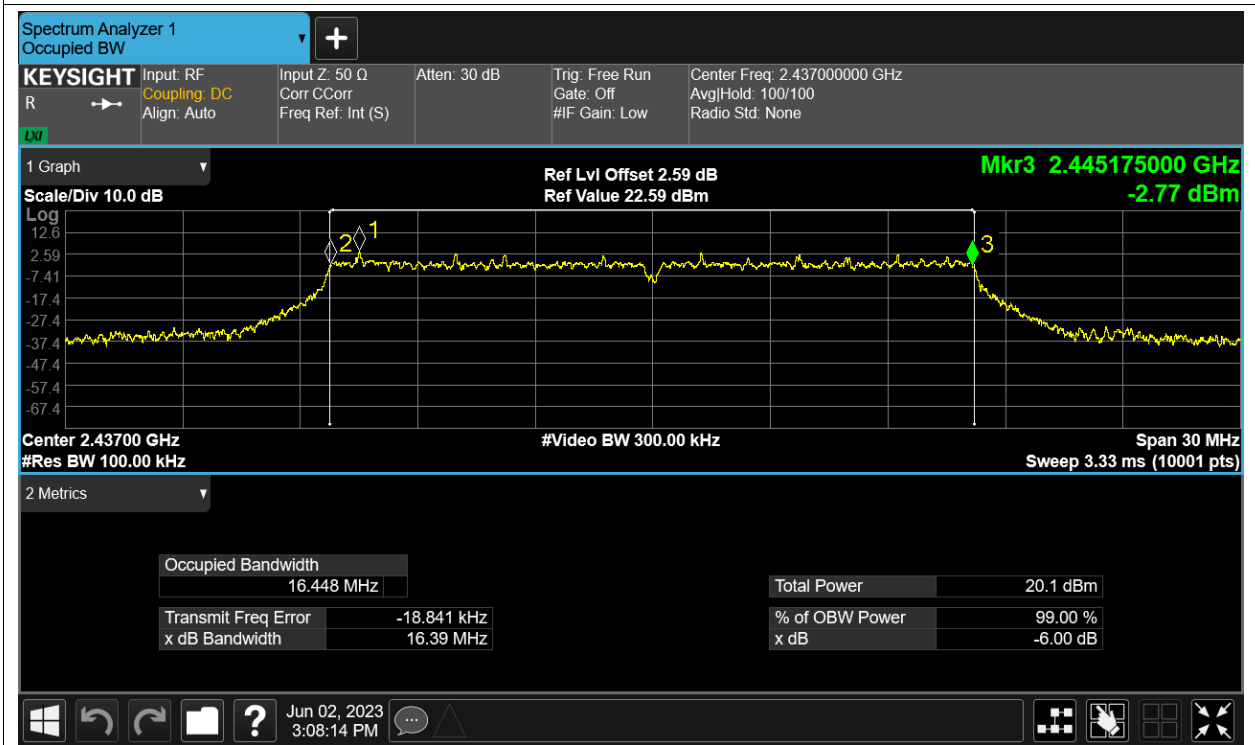 Spectrum Analyzer 1
Occupied BW
KEYSIGHT
R
LXI
Input: RF
Coupling: DC
Align: Auto
Input Z: 50 Ω
Corr CCorr
Freq Ref: Int (S)
Atten: 30 dB
Trig: Free Run
Gate: Off
#IF Gain: Low
Center Freq: 2.437000000 GHz
Avg|Hold: 100/100
Radio Std: None
1 Graph
Scale/Div 10.0 dB
Ref Lvl Offset 2.59 dB
Ref Value 22.59 dBm
Mkr3 2.445175000 GHz
-2.77 dBm
Log
12.6
2.59
-7.41
-17.4
-27.4
-37.4
-47.4
-57.4
-67.4
2
1
3
Center 2.43700 GHz
#Video BW 300.00 kHz
Span 30 MHz
#Res BW 100.00 kHz
Sweep 3.33 ms (10001 pts)
2 Metrics
Occupied Bandwidth
16.448 MHz
Total Power 20.1 dBm
Transmit Freq Error -18.841 kHz
% of OBW Power 99.00 %
x dB Bandwidth 16.39 MHz
x dB -6.00 dB
?
Jun 02, 2023
3:08:14 PM